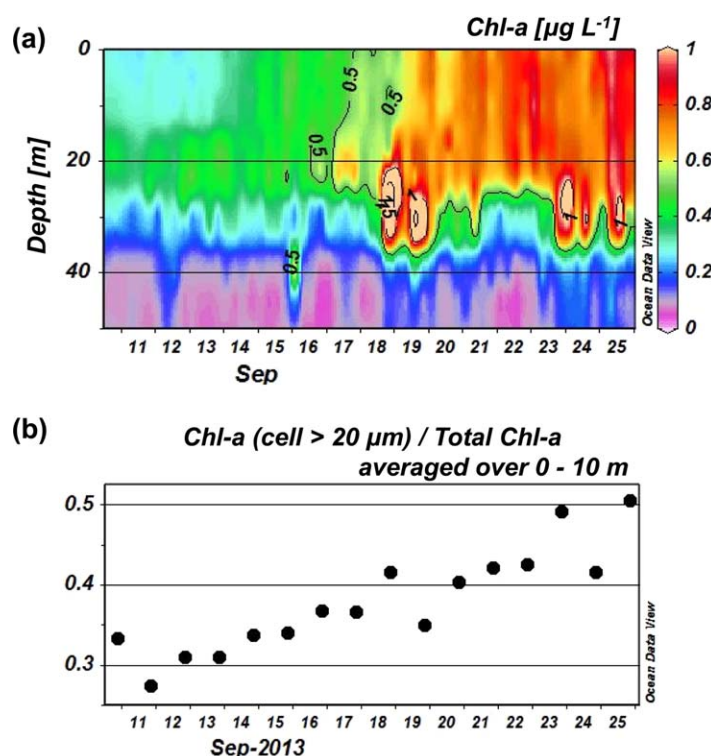 (a)
Chl-a [µg L-1]
0
20
40
Depth [m]
0.5
0.5
0.5
0.5
1
1.5
1
1
1
1
0.8
0.6
0.4
0.2
0
Ocean Data View
11 12 13 14 15 16 17 18 19 20 21 22 23 24 25
Sep
(b)
Chl-a (cell > 20 µm) / Total Chl-a
averaged over 0 - 10 m
0.5
0.4
0.3
Ocean Data View
11 12 13 14 15 16 17 18 19 20 21 22 23 24 25
Sep-2013